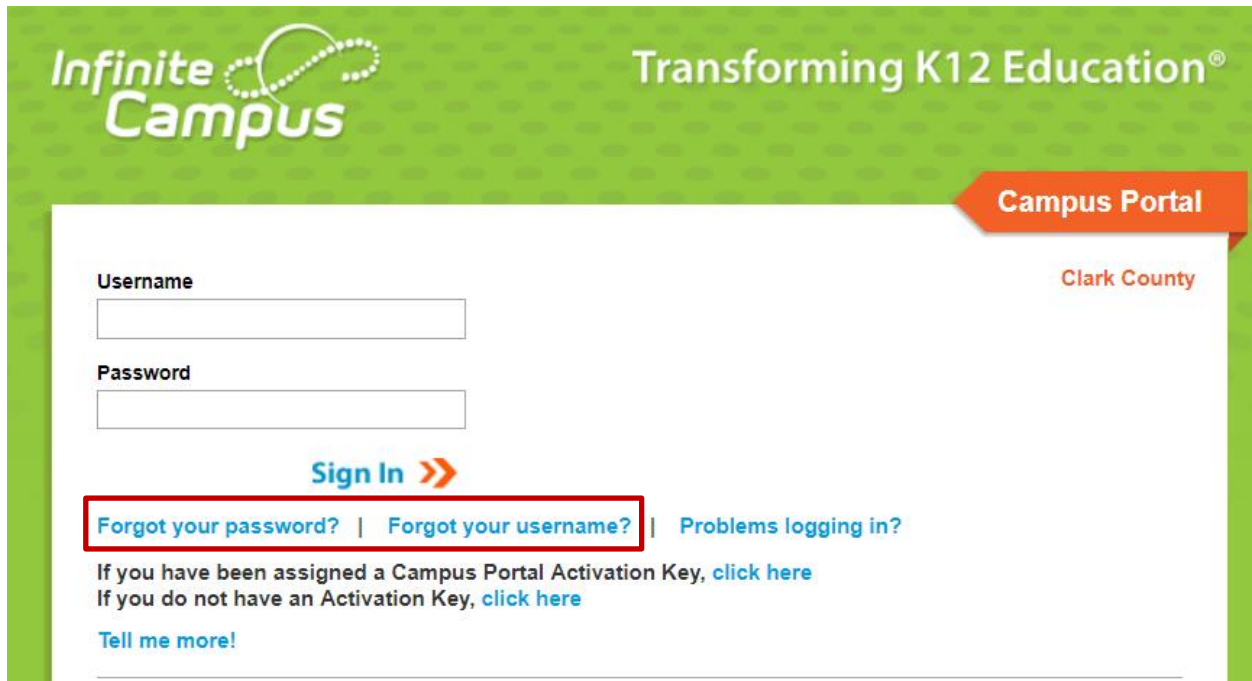 Infinite Campus
Transforming K12 Education®
Campus Portal
Clark County
Username
Password
Sign In
Forgot your password? | Forgot your username? | Problems logging in?
If you have been assigned a Campus Portal Activation Key, click here
If you do not have an Activation Key, click here
Tell me more!